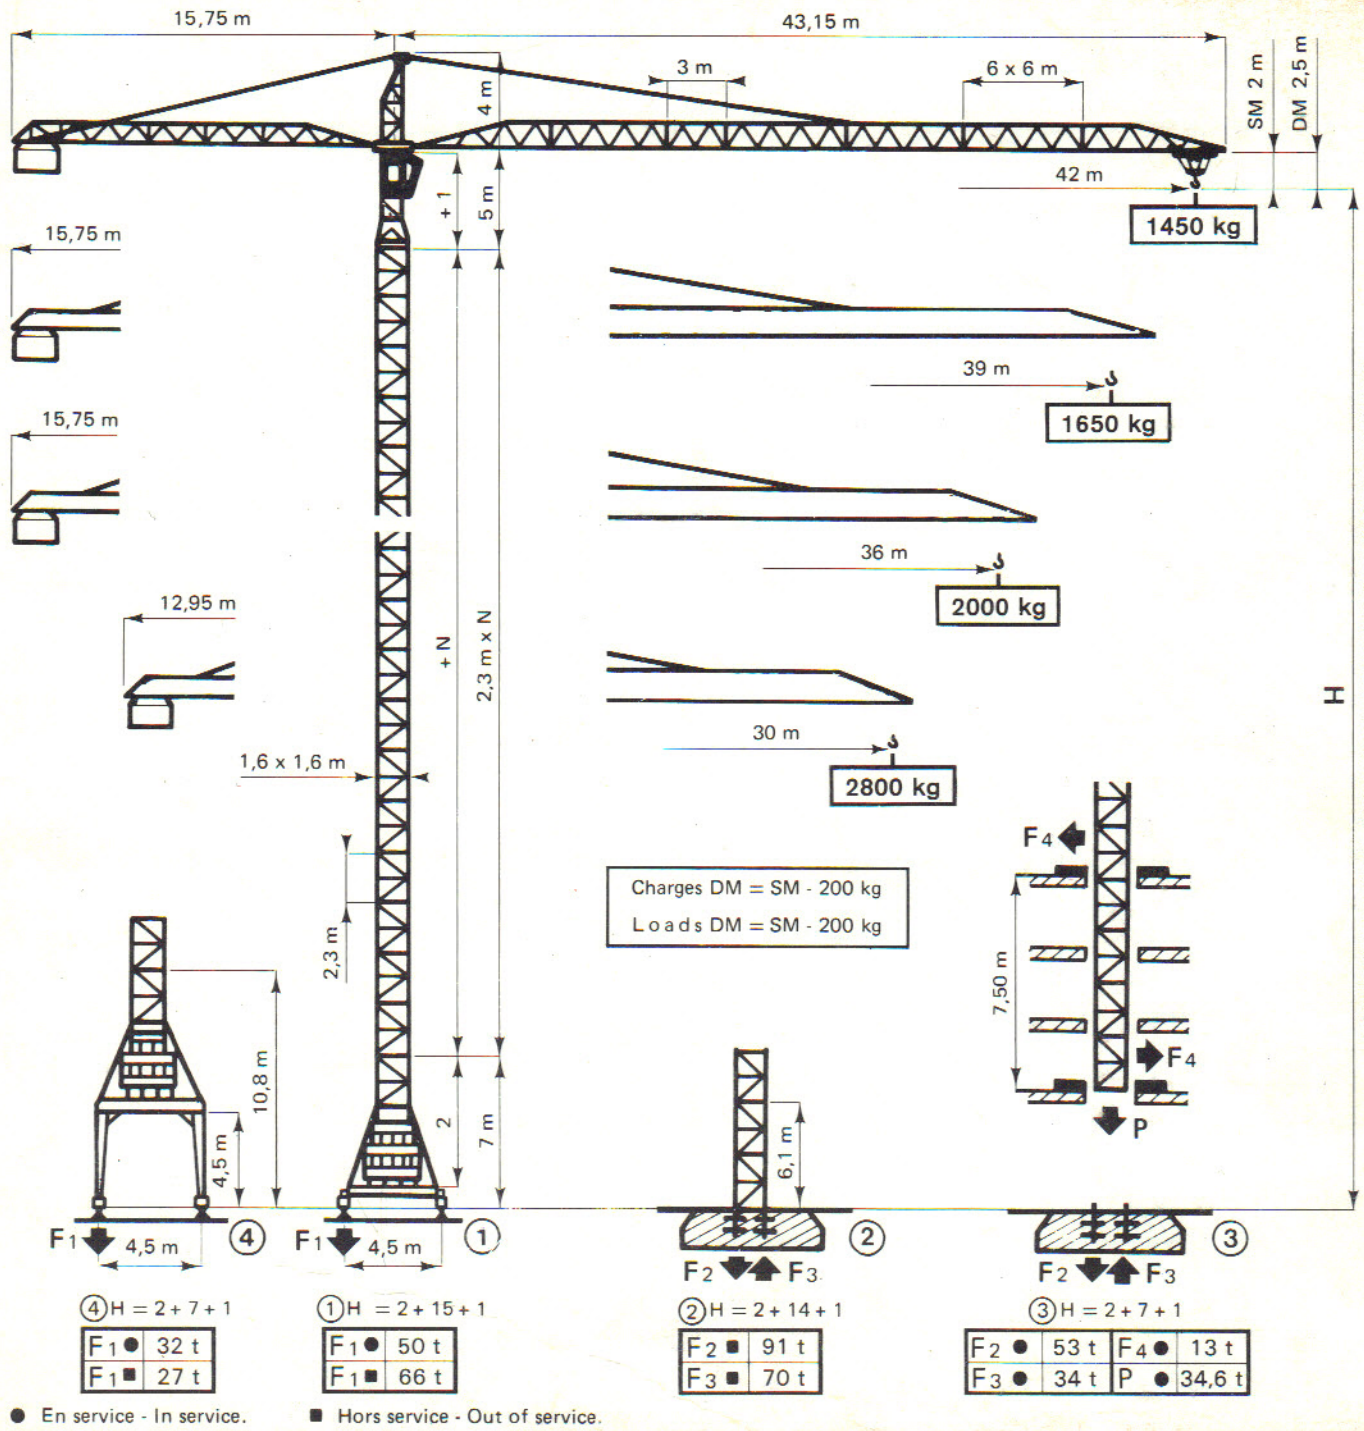 15,75 m
43,15 m
3 m
6 x 6 m
4 m
SM 2 m
DM 2,5 m
42 m
1450 kg
+ 1
5 m
15,75 m
39 m
1650 kg
15,75 m
36 m
2000 kg
12,95 m
+ N
2,3 m x N
H
30 m
2800 kg
1,6 x 1,6 m
2,3 m
Charges DM = SM - 200 kg
Loads DM = SM - 200 kg
F4
7,50 m
F4
P
10,8 m
4,5 m
2
7 m
6,1 m
F1
4,5 m
4
F1
4,5 m
1
2
F2
F3
3
F2
F3
4 H = 2 + 7 + 1
F1 ● 32 t
F1 ■ 27 t
1 H = 2 + 15 + 1
F1 ● 50 t
F1 ■ 66 t
2 H = 2 + 14 + 1
F2 ■ 91 t
F3 ■ 70 t
3 H = 2 + 7 + 1
F2 ● 53 t F4 ● 13 t
F3 ● 34 t P ● 34,6 t
● En service - In service.
■ Hors service - Out of service.